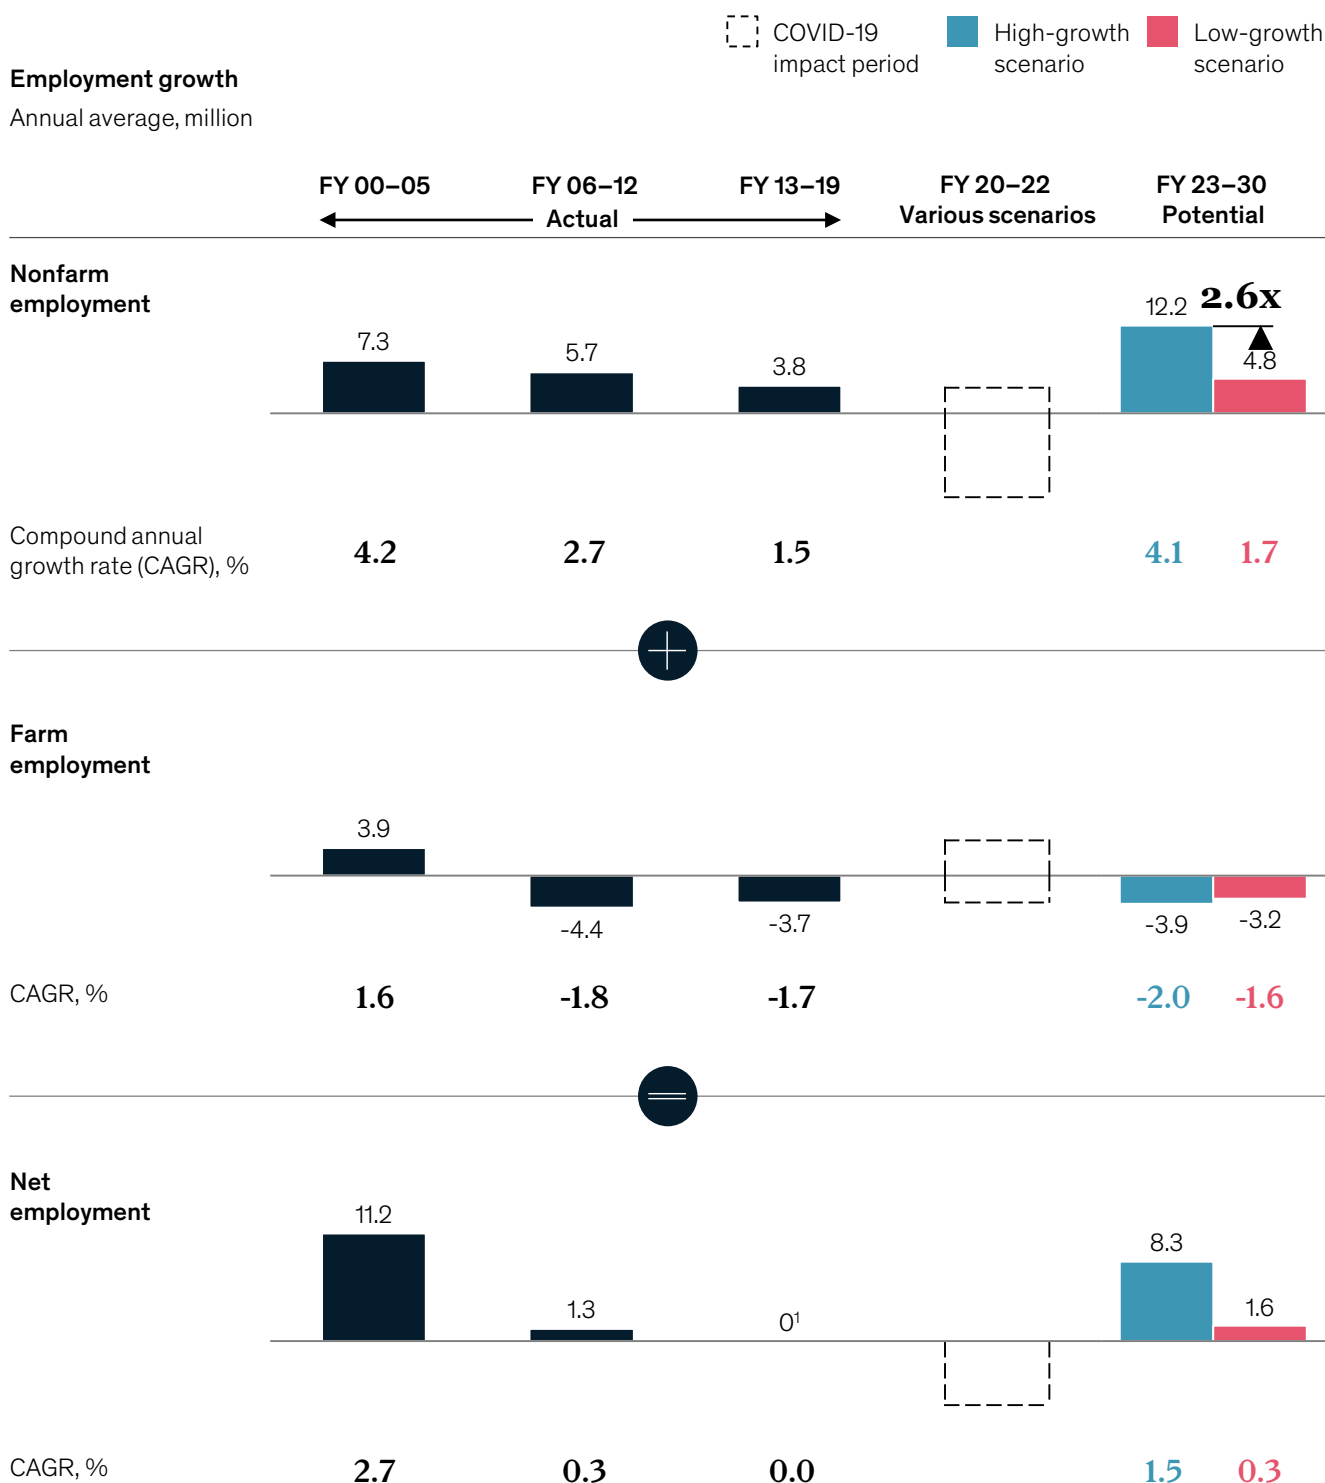 COVID-19
impact period
High-growth
scenario
Low-growth
scenario
Employment growth
Annual average, million
FY 00–05 FY 06–12 FY 13–19 FY 20–22 FY 23–30
Actual Various scenarios Potential
Nonfarm
employment
7.3 5.7 3.8 12.2 2.6x 4.8
Compound annual
growth rate (CAGR), %
4.2 2.7 1.5 4.1 1.7
Farm
employment
3.9 -4.4 -3.7 -3.9 -3.2
CAGR, % 1.6 -1.8 -1.7 -2.0 -1.6
Net
employment
11.2 1.3 0¹ 8.3 1.6
CAGR, % 2.7 0.3 0.0 1.5 0.3